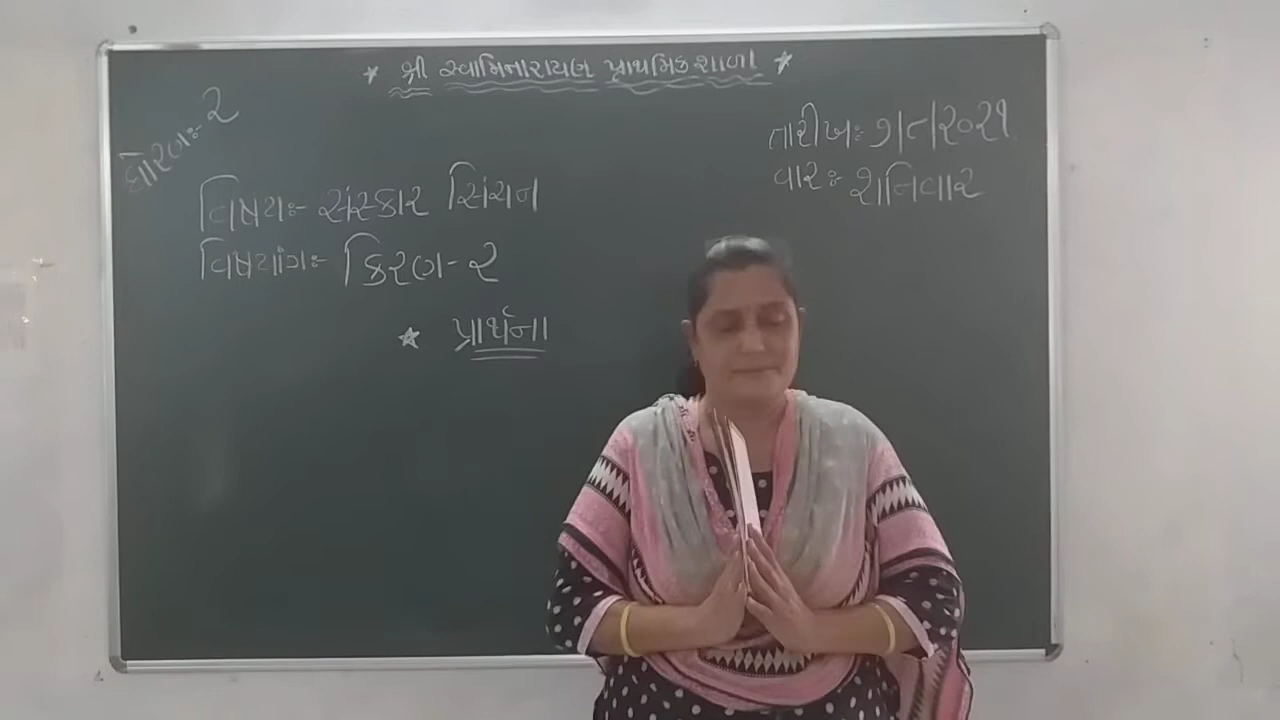 * શ્રી સ્વામિનારાયણ પ્રાથમિક શાળા *
ધોરણઃ- ૨
તારીખઃ ૭/૮/૨૦૨૧
વારઃ શનિવાર
વિષયઃ- સંસ્કાર સિંચન
વિષયાંગઃ- કિરણ-૨
* પ્રાર્થના